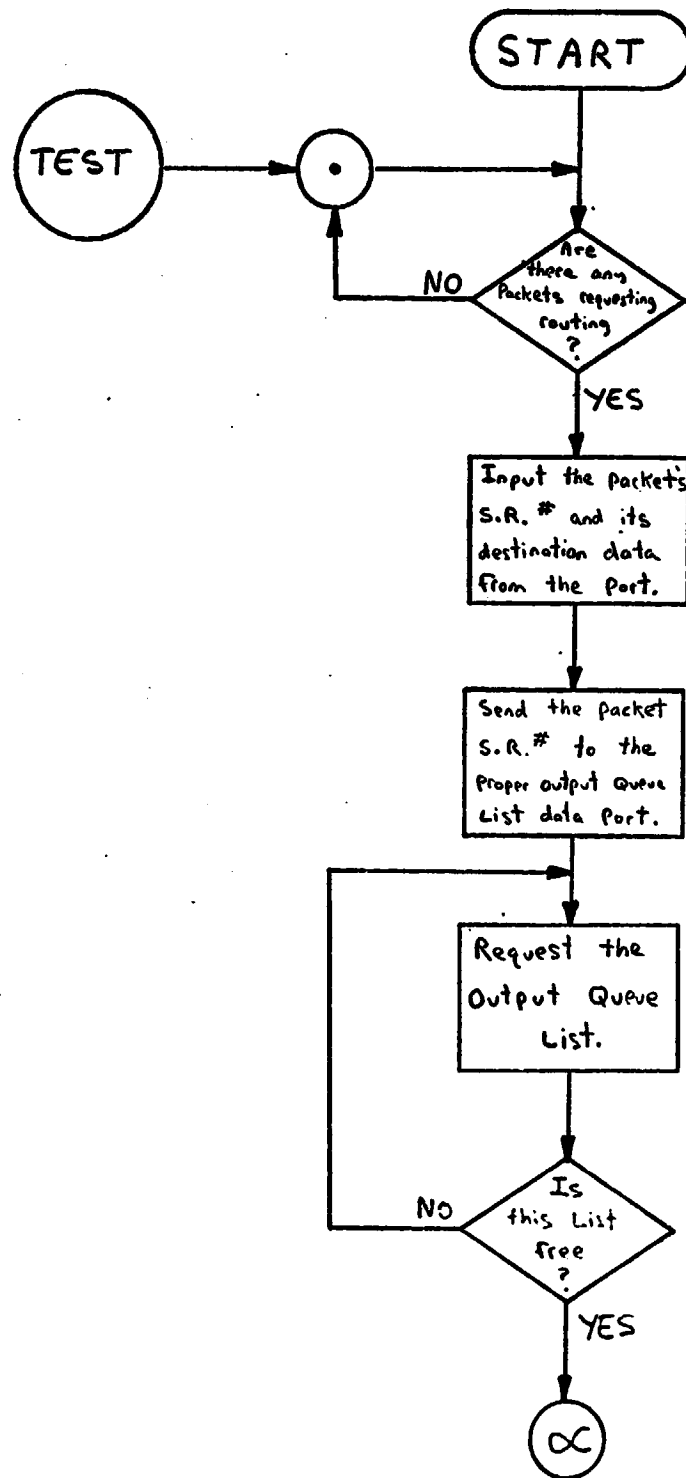 START
TEST
Are
there any
Packets requesting
routing
?
NO
YES
Input the packet's
S.R.# and its
destination data
from the Port.
Send the packet
S.R.# to the
Proper output Queue
List data Port.
Request the
Output Queue
List.
Is
this List
free
?
NO
YES
∝